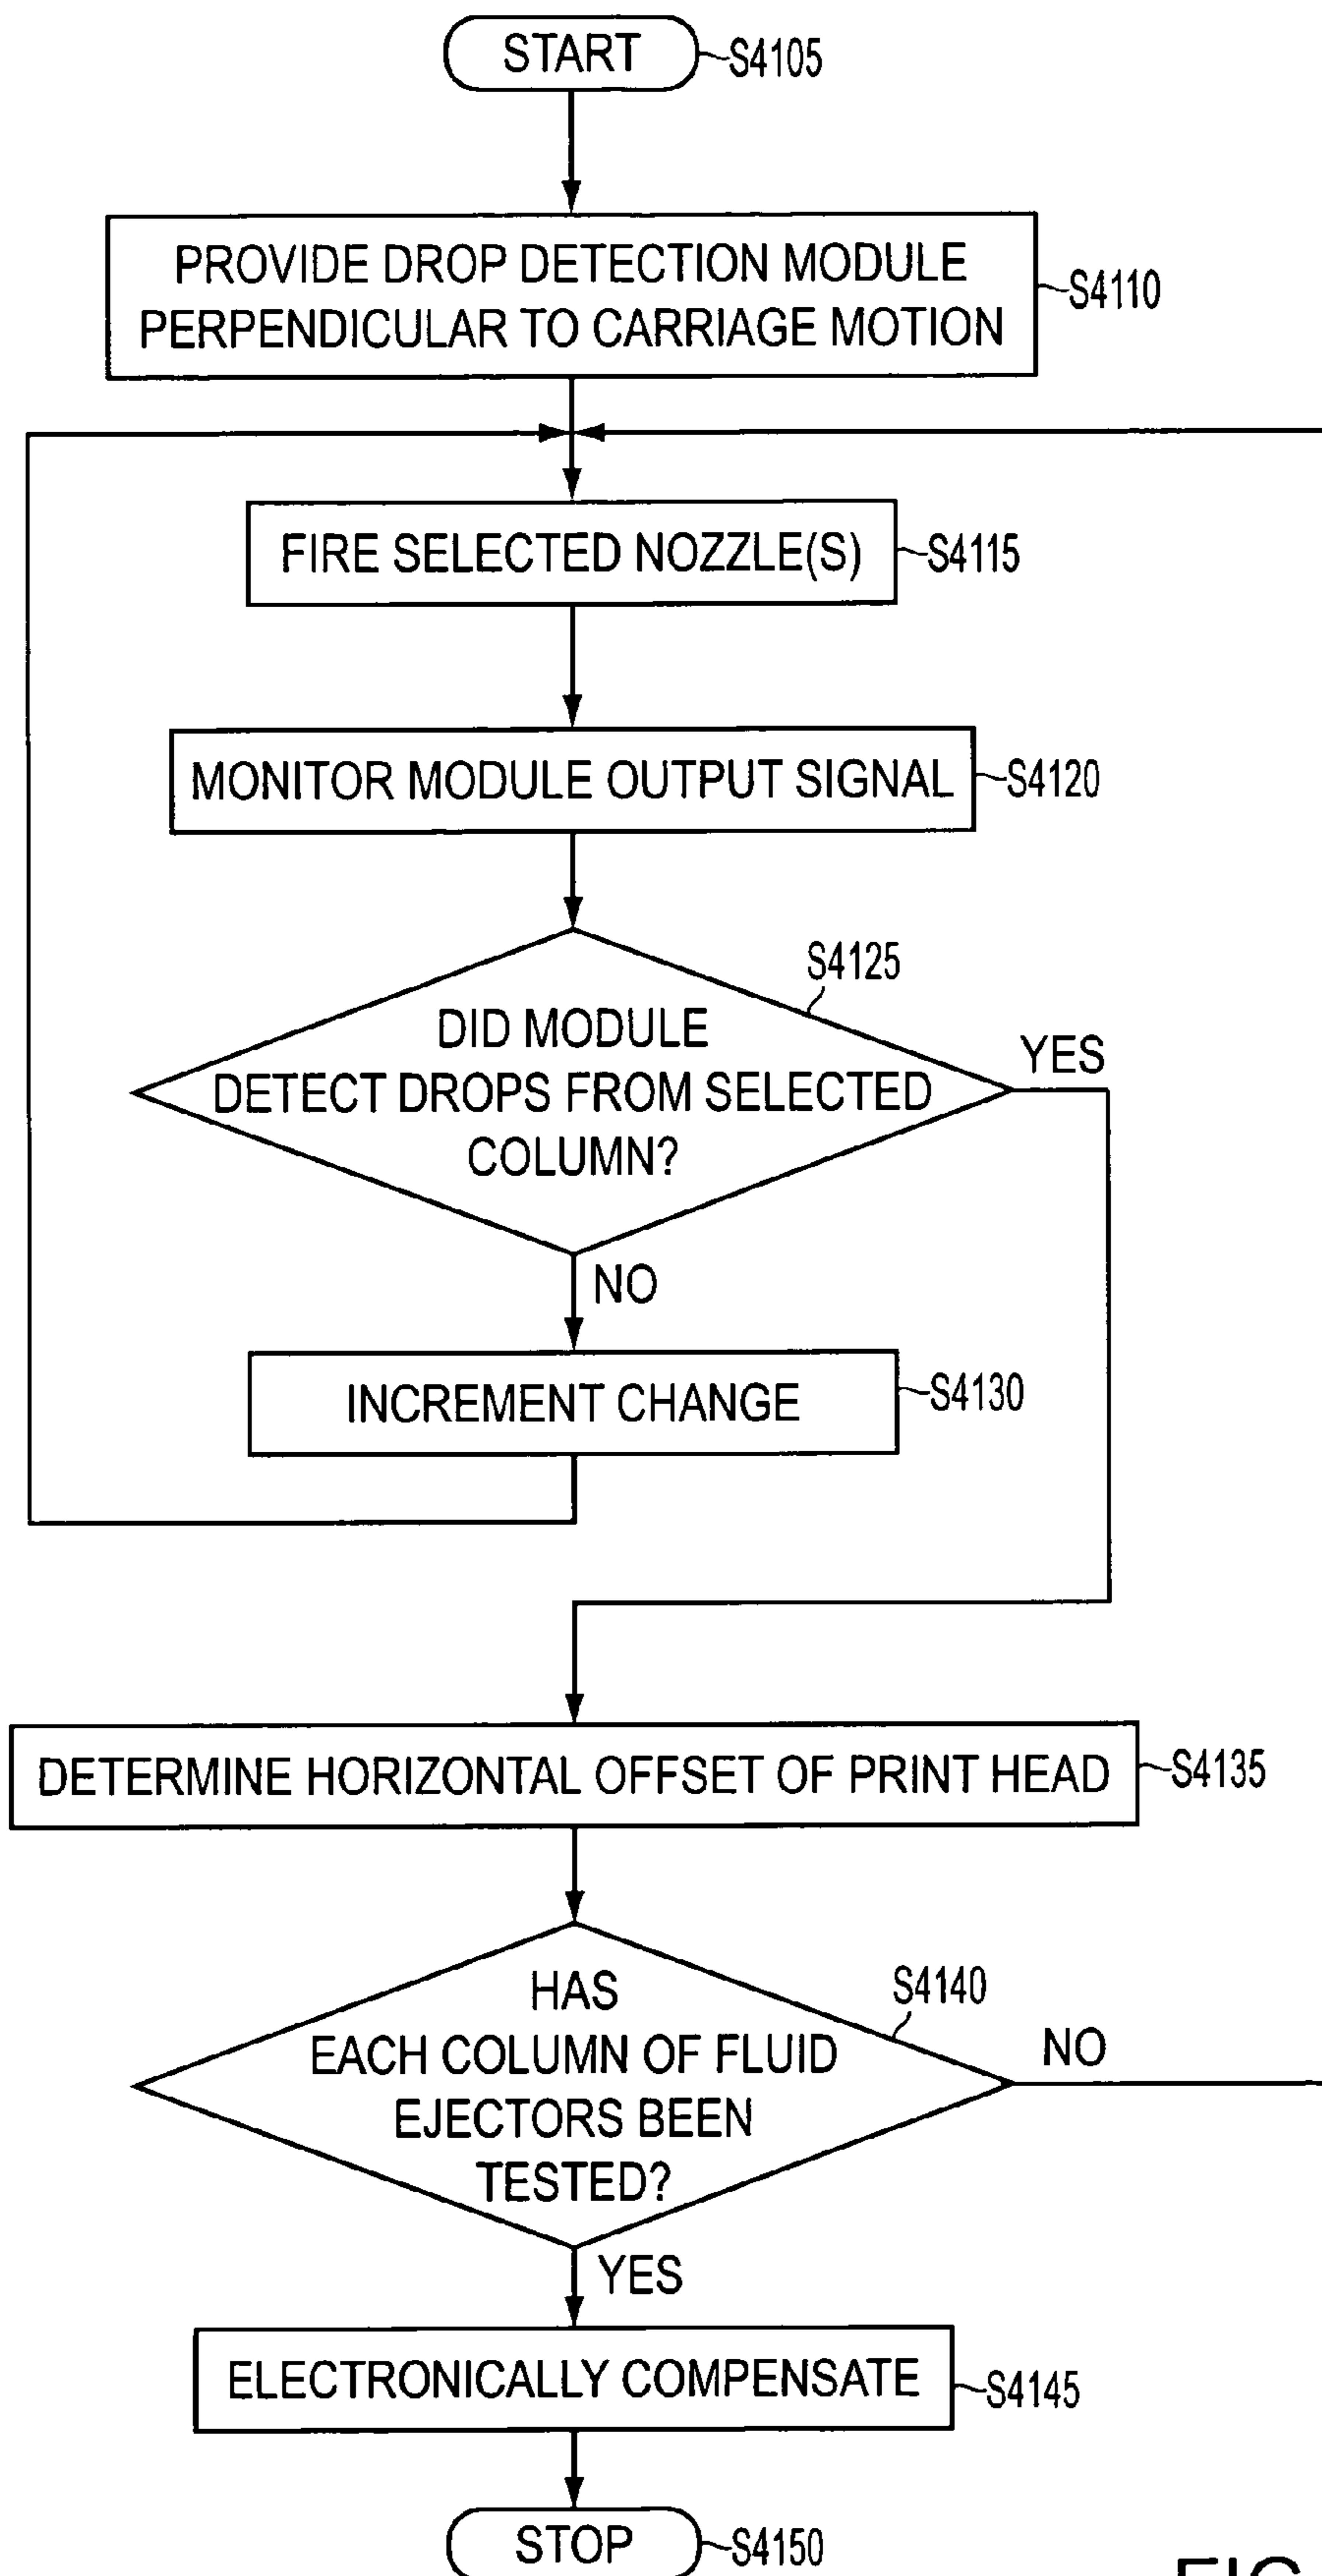 START
S4105
PROVIDE DROP DETECTION MODULE
PERPENDICULAR TO CARRIAGE MOTION
S4110
FIRE SELECTED NOZZLE(S)
S4115
MONITOR MODULE OUTPUT SIGNAL
S4120
S4125
DID MODULE
DETECT DROPS FROM SELECTED
COLUMN?
YES
NO
INCREMENT CHANGE
S4130
DETERMINE HORIZONTAL OFFSET OF PRINT HEAD
S4135
S4140
HAS
EACH COLUMN OF FLUID
EJECTORS BEEN
TESTED?
NO
YES
ELECTRONICALLY COMPENSATE
S4145
STOP
S4150
FIG